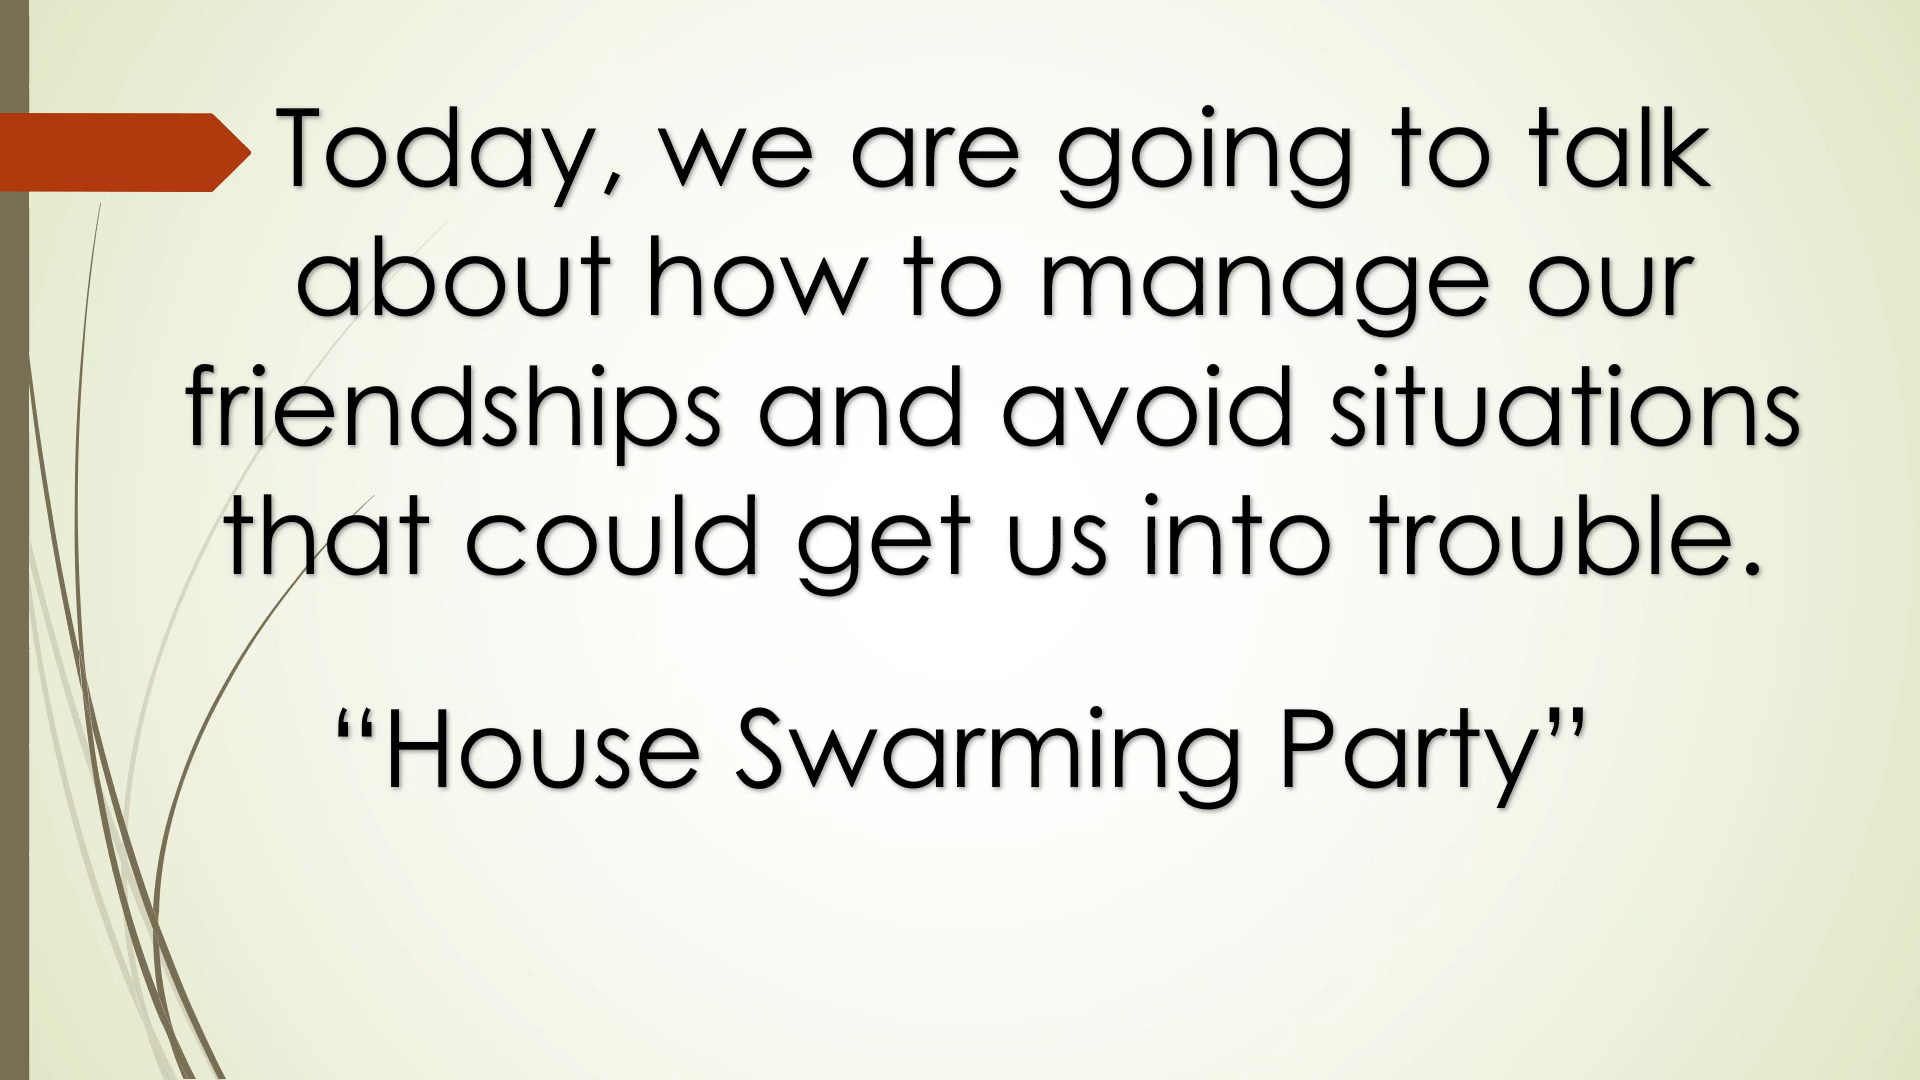 Today, we are going to talk
about how to manage our
friendships and avoid situations
that could get us into trouble.
“House Swarming Party”